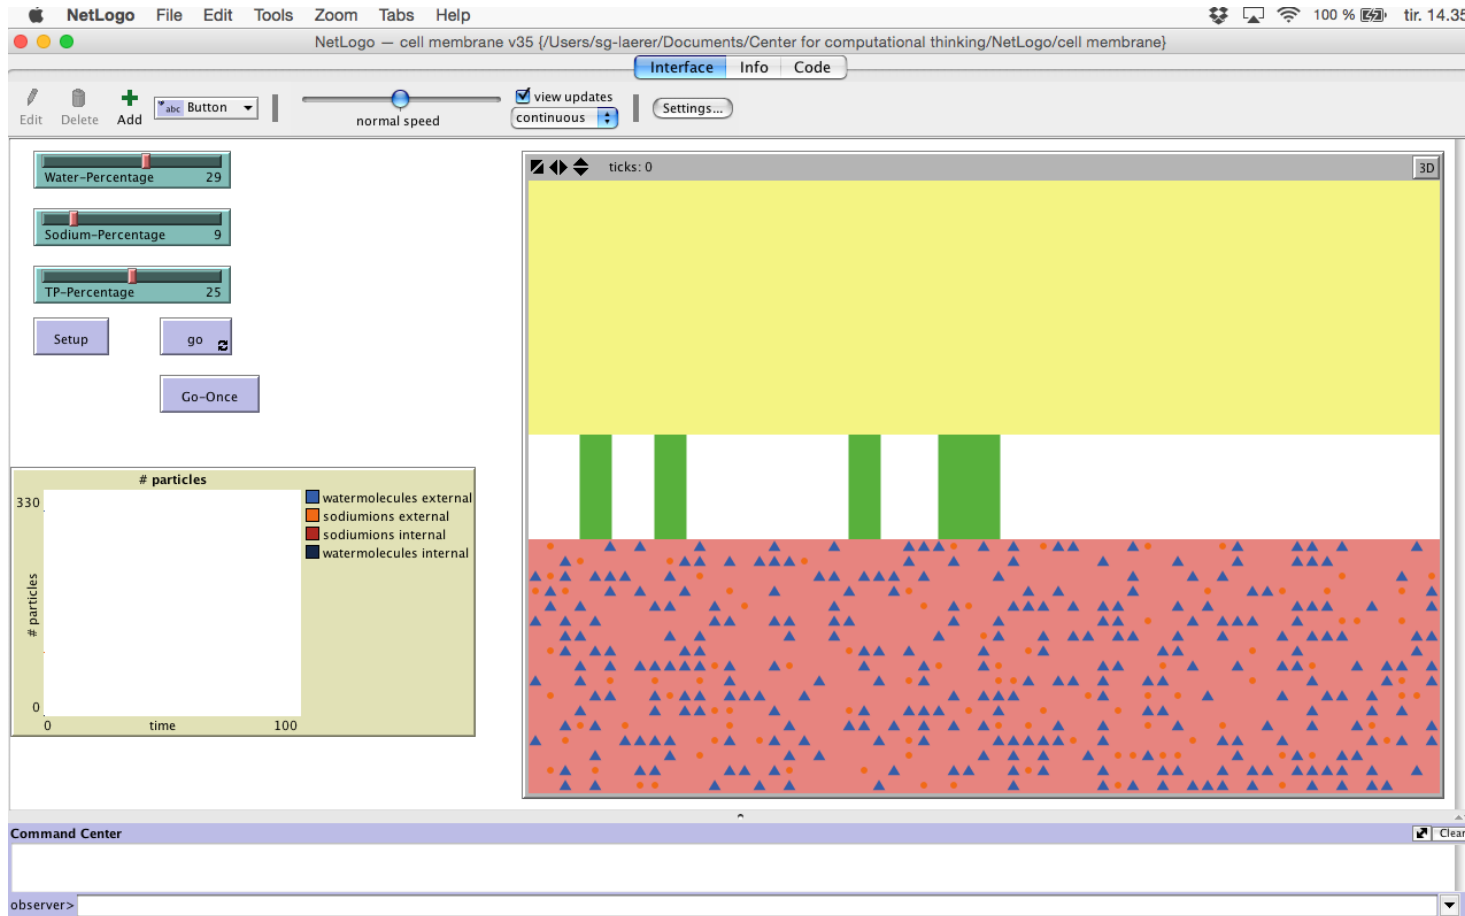 NetLogo File Edit Tools Zoom Tabs Help 100 % tir. 14.35
NetLogo — cell membrane v35 {/Users/sg-laerer/Documents/Center for computational thinking/NetLogo/cell membrane}
Interface Info Code
Edit Delete Add abc Button normal speed view updates continuous Settings...
Water-Percentage 29
Sodium-Percentage 9
TP-Percentage 25
Setup go
Go-Once
ticks: 0 3D
# particles
330
watermolecules external
sodiumions external
sodiumions internal
watermolecules internal
# particles
0
0 time 100
Command Center Clear
observer>